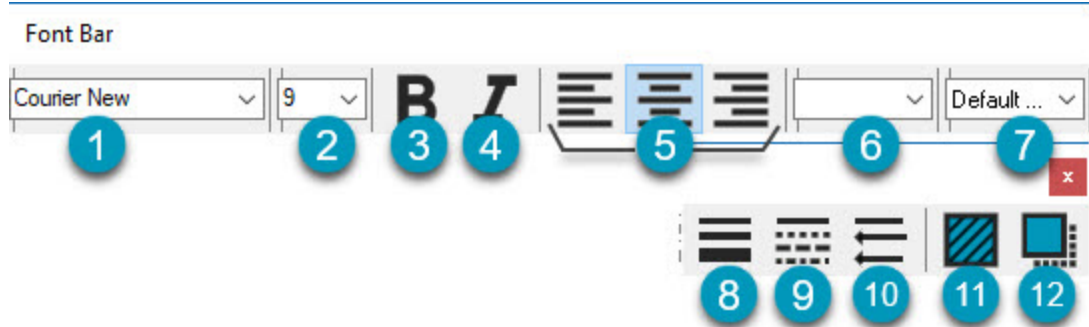 Font Bar
Courier New 9 B I Default ...
1 2 3 4 5 6 7
x
8 9 10 11 12